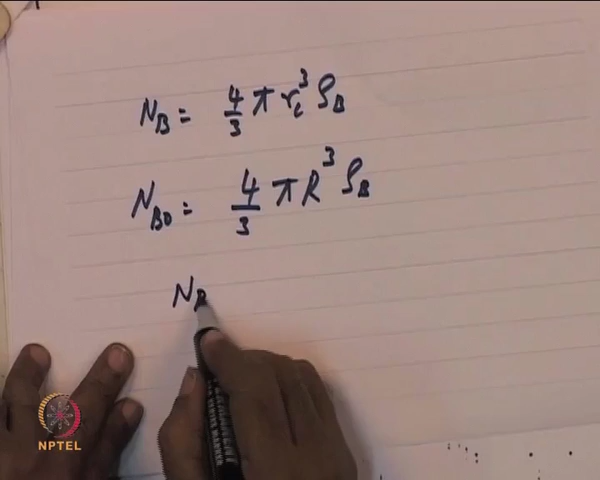 N_B = 4/3 π r_c^3 ρ_B
N_B0 = 4/3 π R^3 ρ_B
N_B
NPTEL